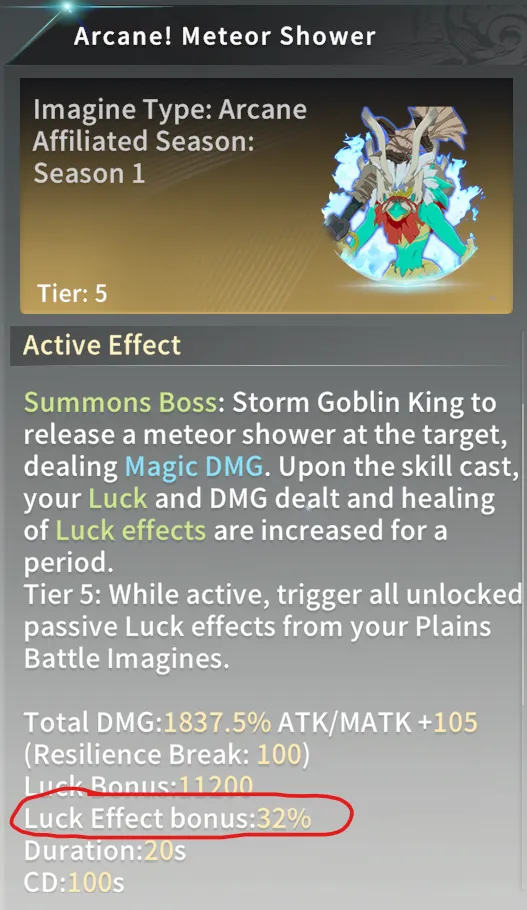 Arcane! Meteor Shower
Imagine Type: Arcane
Affiliated Season:
Season 1
Tier: 5
Active Effect
Summons Boss: Storm Goblin King to
release a meteor shower at the target,
dealing Magic DMG. Upon the skill cast,
your Luck and DMG dealt and healing
of Luck effects are increased for a
period.
Tier 5: While active, trigger all unlocked
passive Luck effects from your Plains
Battle Imagines.
Total DMG:1837.5% ATK/MATK +105
(Resilience Break: 100)
Luck Bonus:11200
Luck Effect bonus:32%
Duration:20s
CD:100s